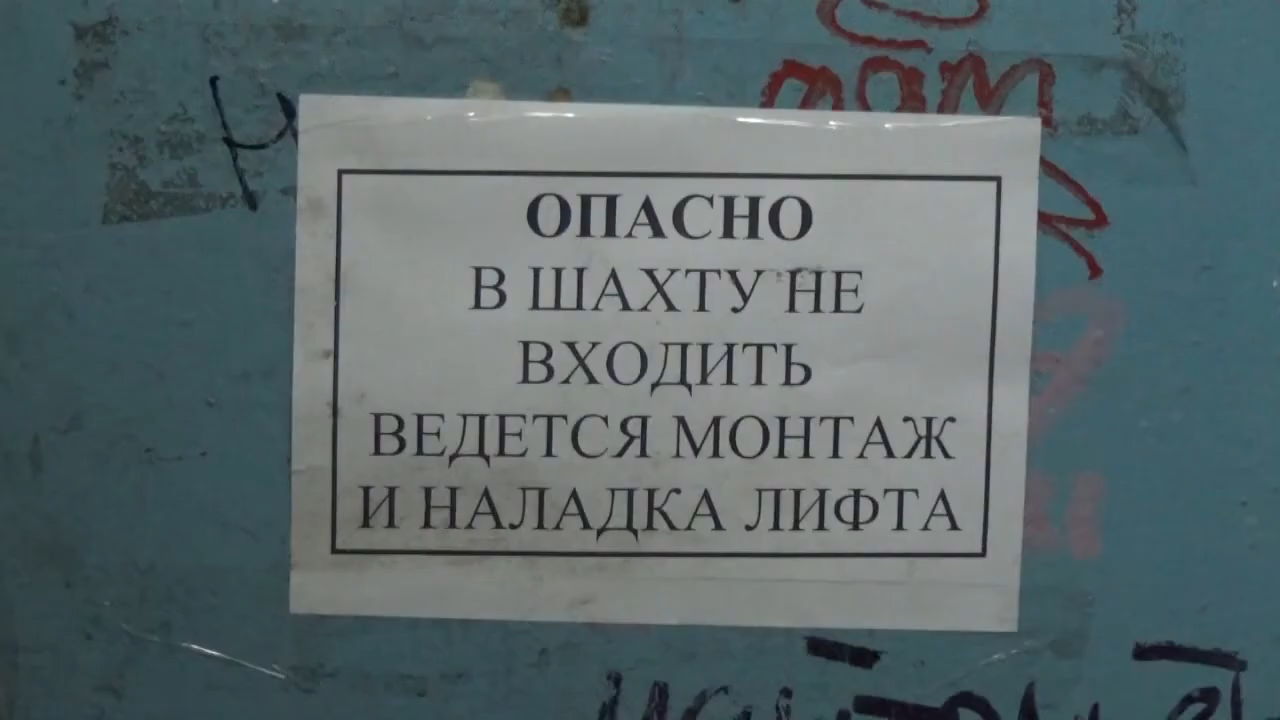 ОПАСНО
В ШАХТУ НЕ
ВХОДИТЬ
ВЕДЕТСЯ МОНТАЖ
И НАЛАДКА ЛИФТА